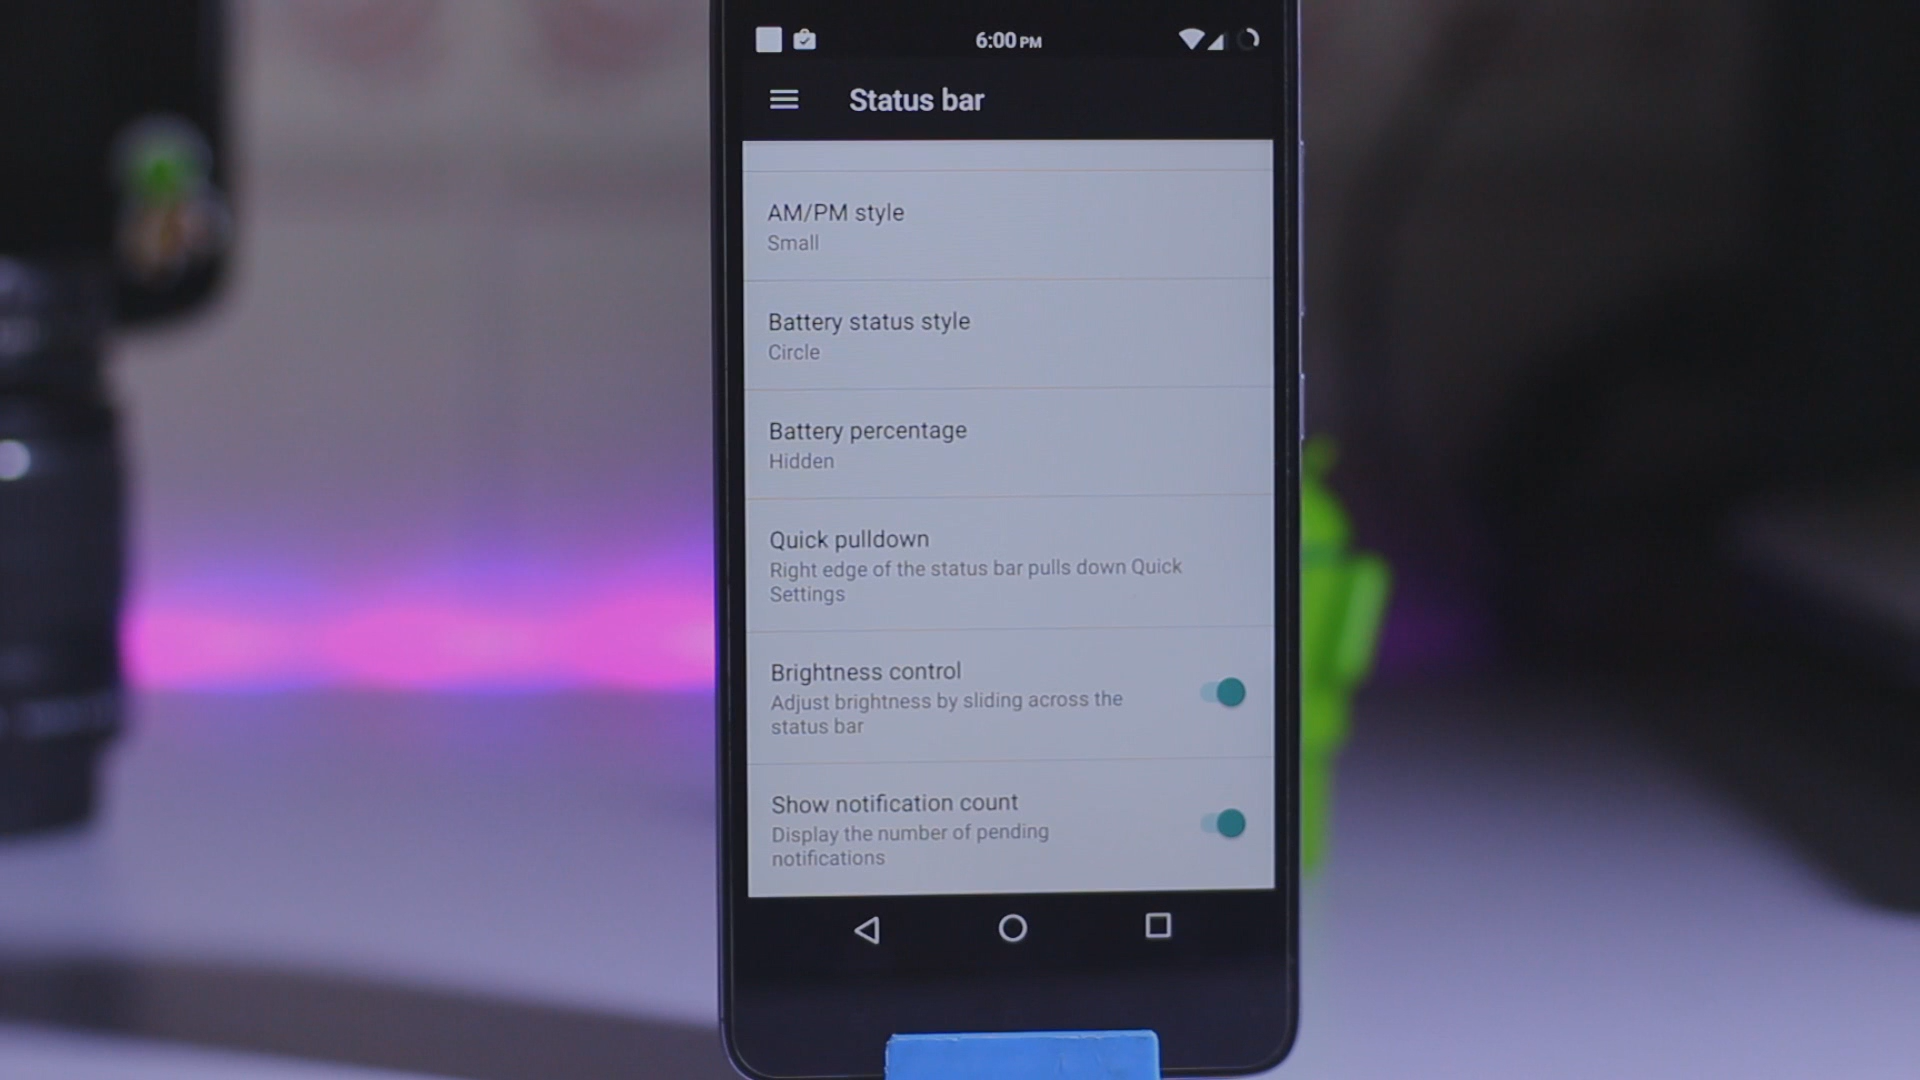 6:00 PM
Status bar
AM/PM style
Small
Battery status style
Circle
Battery percentage
Hidden
Quick pulldown
Right edge of the status bar pulls down Quick
Settings
Brightness control
Adjust brightness by sliding across the
status bar
Show notification count
Display the number of pending
notifications